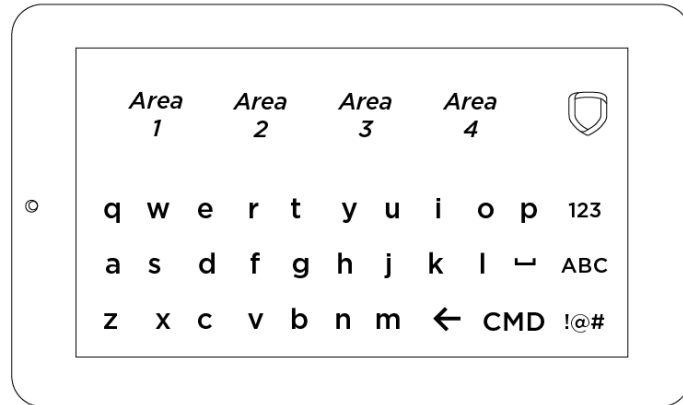 Area 1 Area 2 Area 3 Area 4
q w e r t y u i o p 123
a s d f g h j k l ⎵ ABC
z x c v b n m ← CMD !@#